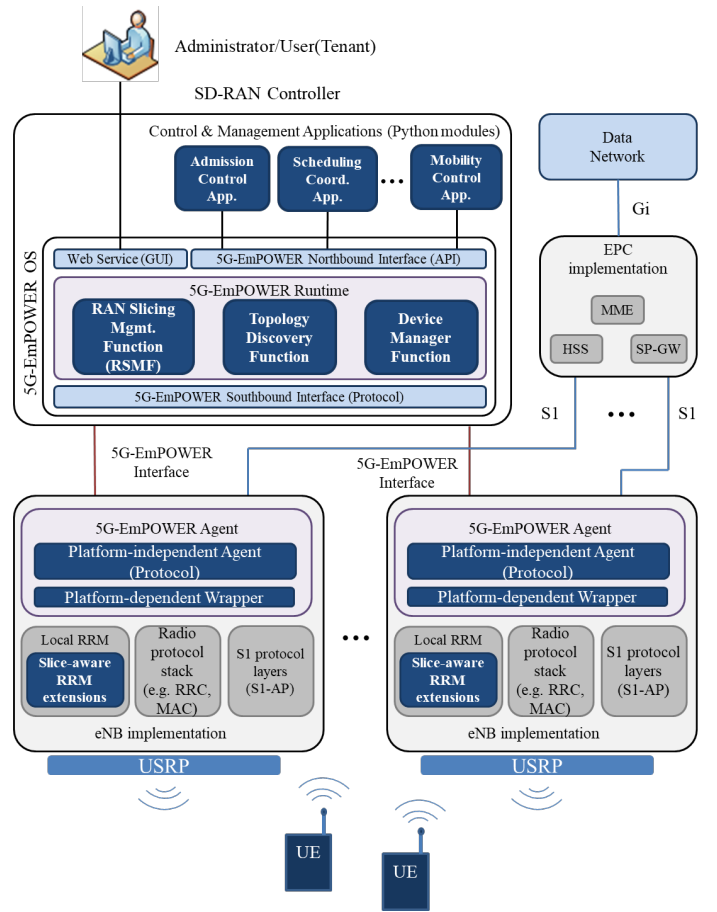 Administrator/User(Tenant)
SD-RAN Controller
Control & Management Applications (Python modules)
Admission
Control
App.
Scheduling
Coord.
App.
...
Mobility
Control
App.
5G-EmPOWER OS
Web Service (GUI)
5G-EmPOWER Northbound Interface (API)
5G-EmPOWER Runtime
RAN Slicing
Mgmt.
Function
(RSMF)
Topology
Discovery
Function
Device
Manager
Function
5G-EmPOWER Southbound Interface (Protocol)
Data
Network
Gi
EPC
implementation
MME
HSS
SP-GW
S1
...
S1
5G-EmPOWER
Interface
5G-EmPOWER
Interface
5G-EmPOWER Agent
Platform-independent Agent
(Protocol)
Platform-dependent Wrapper
Local RRM
Slice-aware
RRM
extensions
Radio
protocol
stack
(e.g. RRC,
MAC)
S1 protocol
layers
(S1-AP)
eNB implementation
USRP
...
5G-EmPOWER Agent
Platform-independent Agent
(Protocol)
Platform-dependent Wrapper
Local RRM
Slice-aware
RRM
extensions
Radio
protocol
stack
(e.g. RRC,
MAC)
S1 protocol
layers
(S1-AP)
eNB implementation
USRP
UE
UE